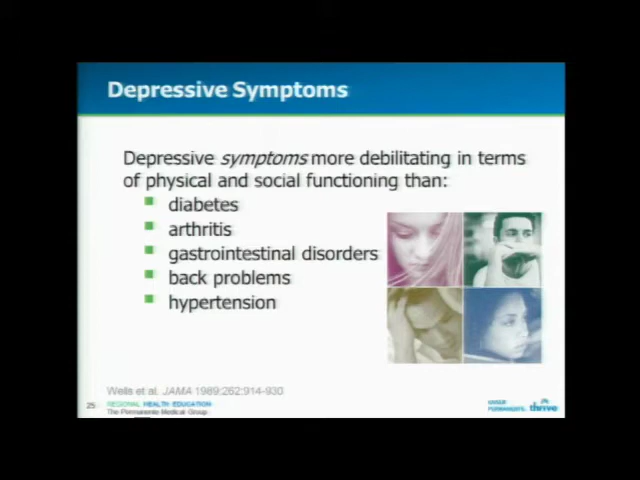 Depressive Symptoms
Depressive symptoms more debilitating in terms
of physical and social functioning than:
diabetes
arthritis
gastrointestinal disorders
back problems
hypertension
Wells et al. JAMA 1989;262:914-930
25 REGIONAL HEALTH EDUCATION
The Permanente Medical Group
KAISER
PERMANENTE. thrive